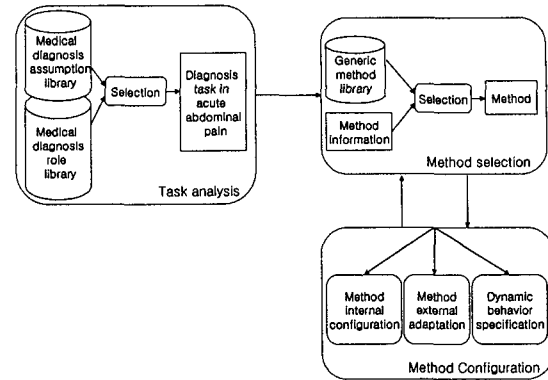 Medical
diagnosis
assumption
library
Medical
diagnosis
role
library
Selection
Diagnosis
task in
acute
abdominal
pain
Task analysis
Generic
method
library
Method
information
Selection
Method
Method selection
Method
internal
configuration
Method
external
adaptation
Dynamic
behavior
specification
Method Configuration